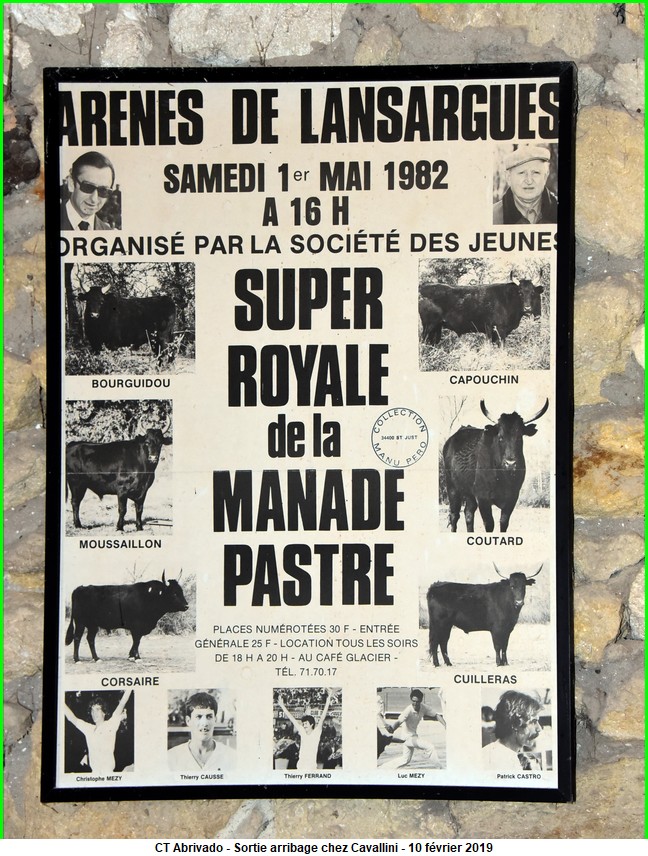 ARENES DE LANSARGUES
SAMEDI 1er MAI 1982
A 16 H
ORGANISÉ PAR LA SOCIÉTÉ DES JEUNES
SUPER
ROYALE
de la
MANADE
PASTRE
BOURGUIDOU
CAPOUCHIN
COLLECTION
34400 ST JUST
MANU PERO
MOUSSAILLON
COUTARD
CORSAIRE
CUILLERAS
PLACES NUMÉROTÉES 30 F - ENTRÉE
GÉNÉRALE 25 F - LOCATION TOUS LES SOIRS
DE 18 H A 20 H - AU CAFÉ GLACIER -
TÉL. 71.70.17
Christophe MEZY
Thierry CAUSSE
Thierry FERRAND
Luc MEZY
Patrick CASTRO
CT Abrivado - Sortie arribage chez Cavallini - 10 février 2019